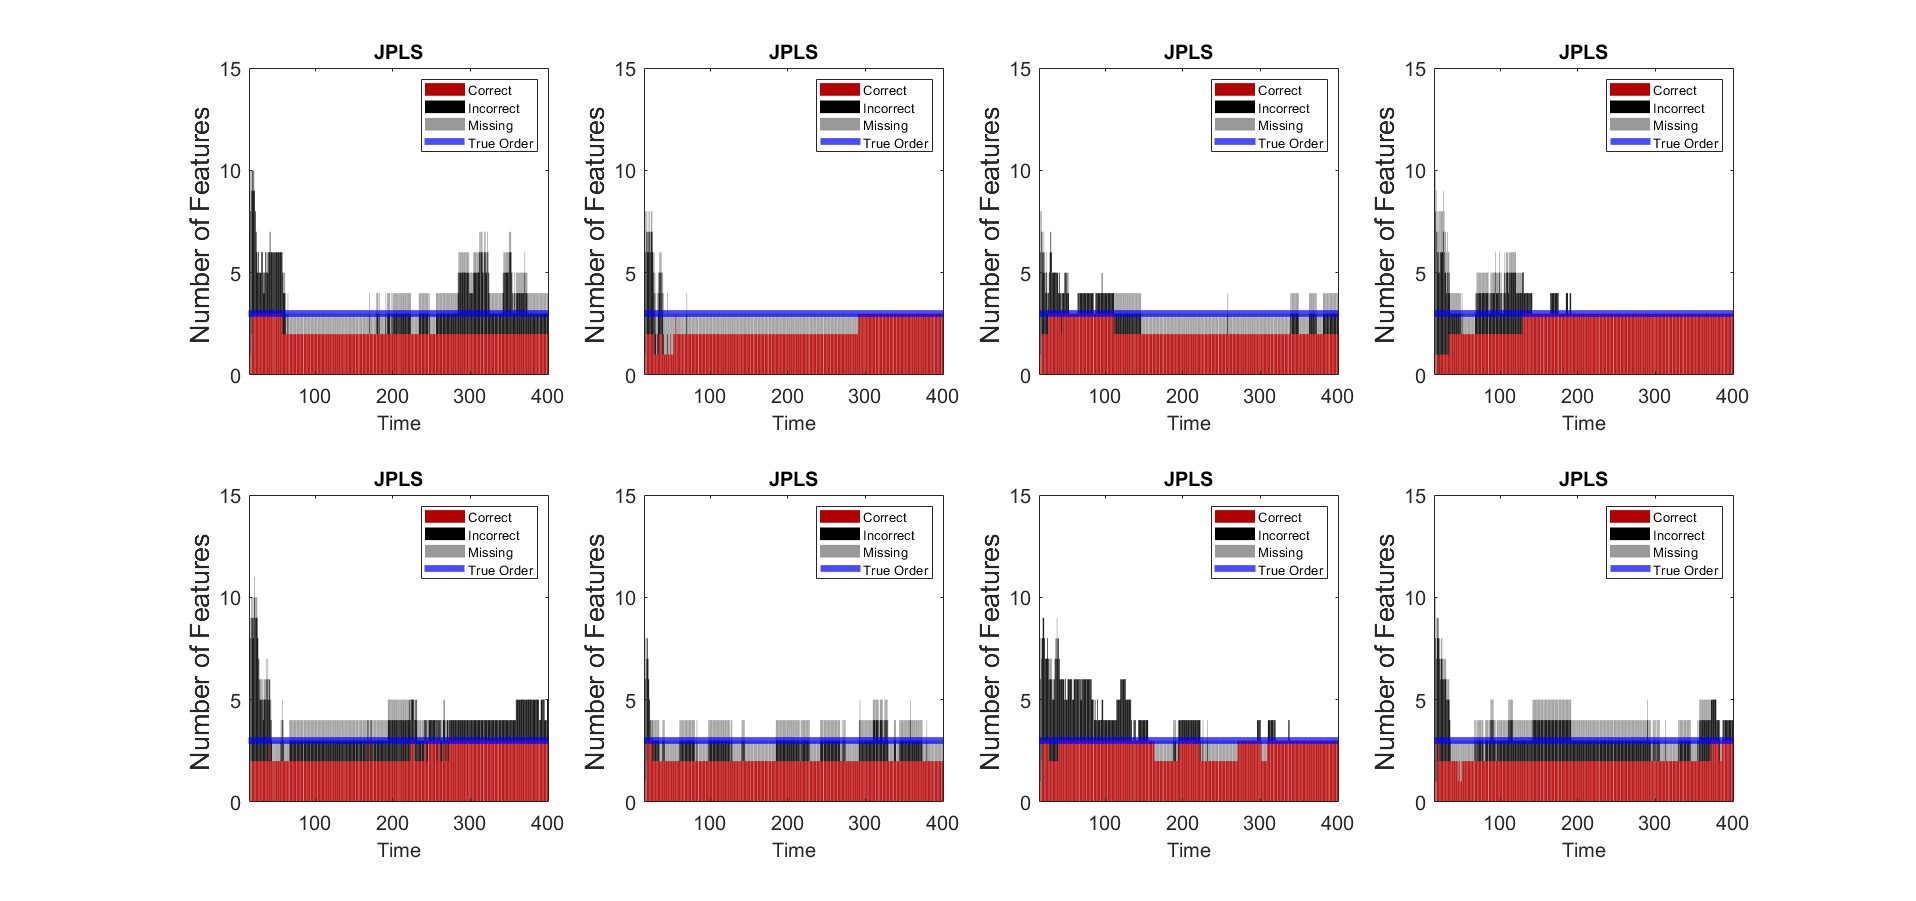 JPLS
15
10
5
0
Number of Features
Correct
Incorrect
Missing
True Order
100 200 300 400
Time
JPLS
15
10
5
0
Number of Features
Correct
Incorrect
Missing
True Order
100 200 300 400
Time
JPLS
15
10
5
0
Number of Features
Correct
Incorrect
Missing
True Order
100 200 300 400
Time
JPLS
15
10
5
0
Number of Features
Correct
Incorrect
Missing
True Order
100 200 300 400
Time
JPLS
15
10
5
0
Number of Features
Correct
Incorrect
Missing
True Order
100 200 300 400
Time
JPLS
15
10
5
0
Number of Features
Correct
Incorrect
Missing
True Order
100 200 300 400
Time
JPLS
15
10
5
0
Number of Features
Correct
Incorrect
Missing
True Order
100 200 300 400
Time
JPLS
15
10
5
0
Number of Features
Correct
Incorrect
Missing
True Order
100 200 300 400
Time